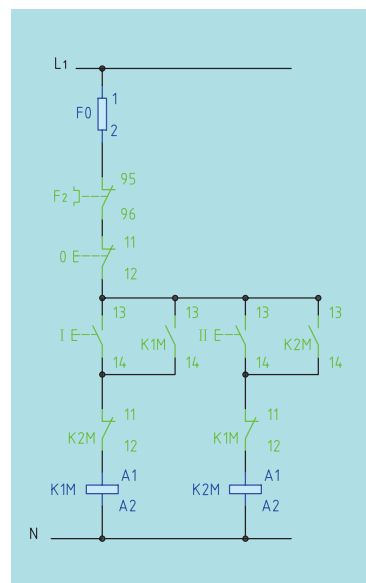 L1
1
F0
2
95
F2
96
11
0 E
12
13 13 13 13
I E K1M II E K2M
14 14 14 14
11 11
K2M K1M
12 12
A1 A1
K1M K2M
A2 A2
N